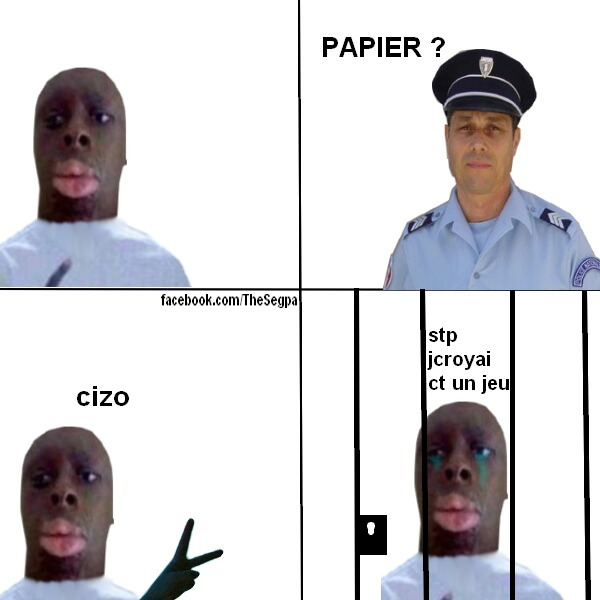 PAPIER ?
facebook.com/TheSegpa
cizo
stp
jcroyai
ct un jeu